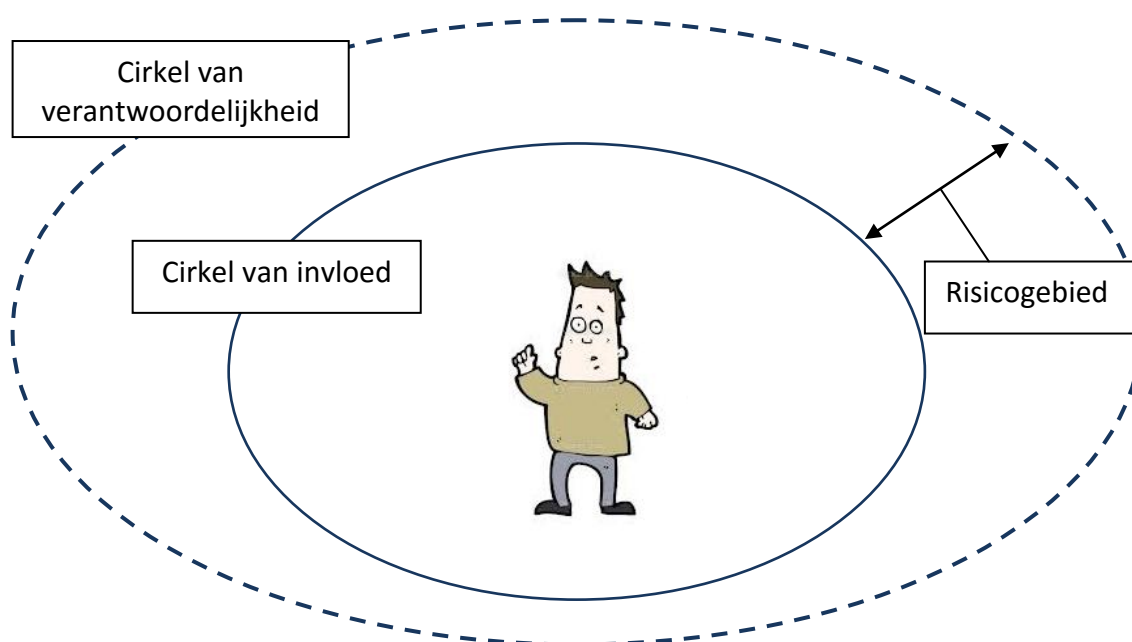 Cirkel van
verantwoordelijkheid
Cirkel van invloed
Risicogebied